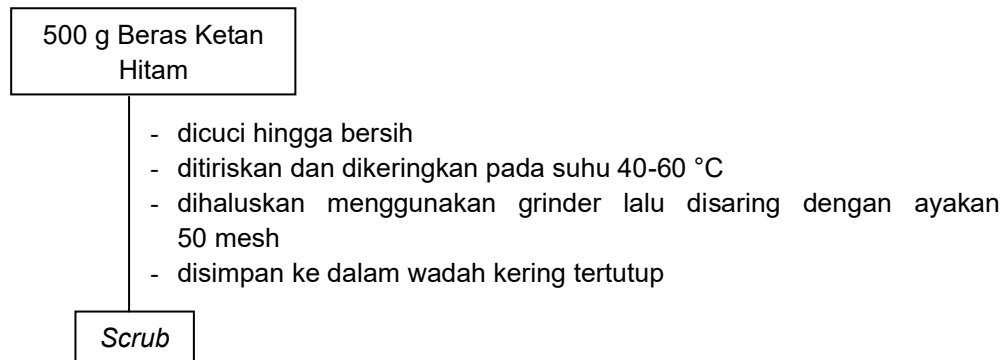 500 g Beras Ketan
Hitam
- dicuci hingga bersih
- ditiriskan dan dikeringkan pada suhu 40-60 °C
- dihaluskan menggunakan grinder lalu disaring dengan ayakan
50 mesh
- disimpan ke dalam wadah kering tertutup
Scrub